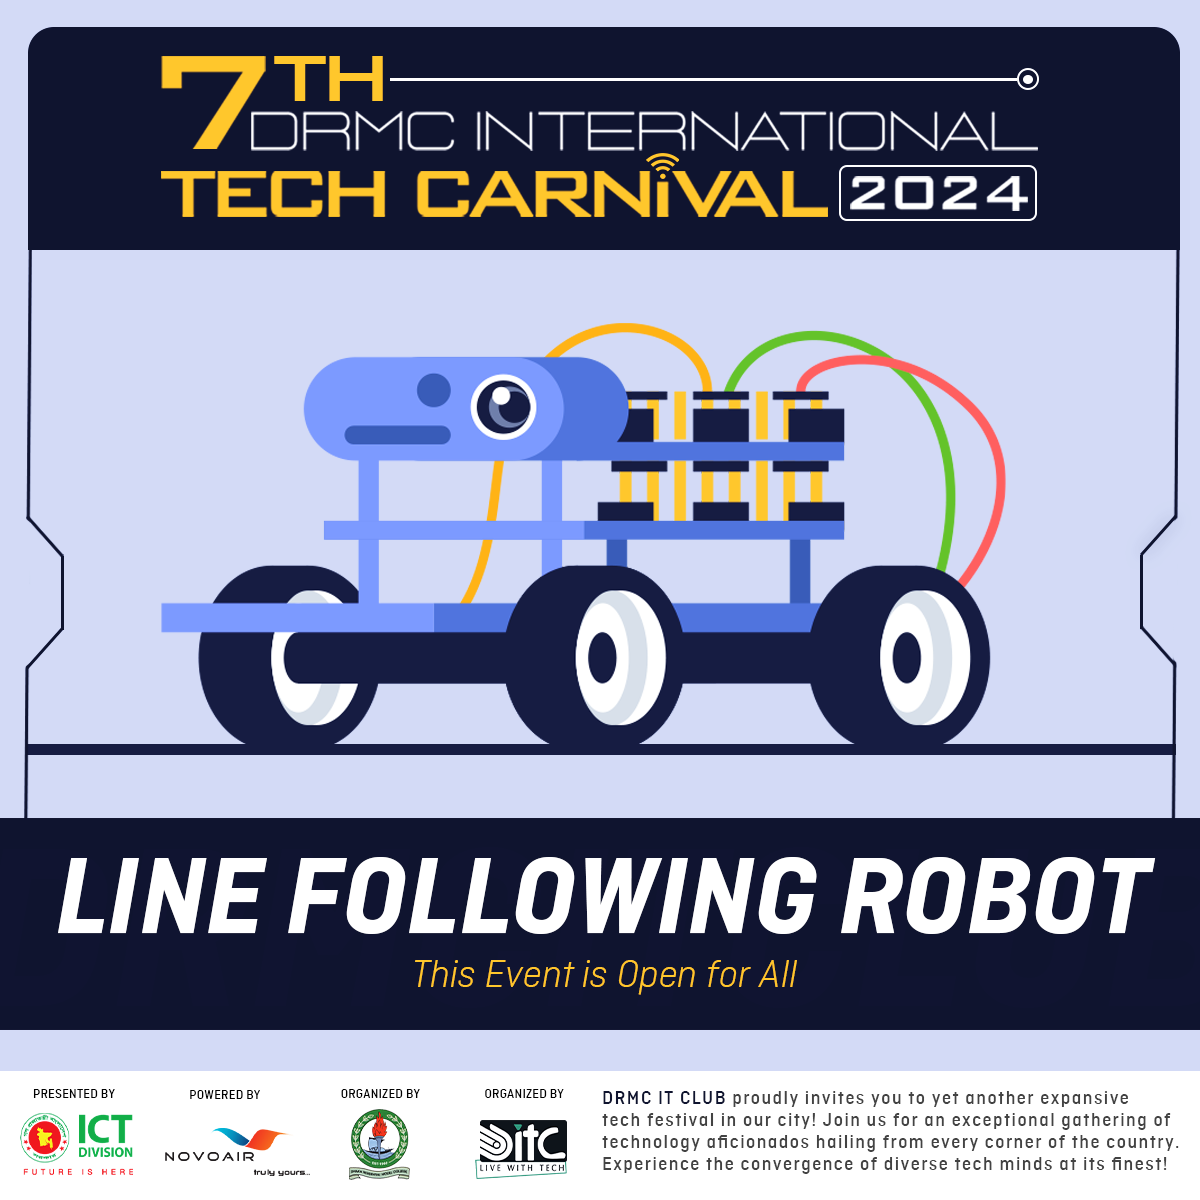 7TH
DRMC INTERNATIONAL
TECH CARNiVAL 2024
LINE FOLLOWING ROBOT
This Event is Open for All
PRESENTED BY
ICT
DIVISION
FUTURE IS HERE
POWERED BY
NOVOAIR
truly yours...
ORGANIZED BY
ORGANIZED BY
DiTC
LIVE WITH TECH
DRMC IT CLUB proudly invites you to yet another expansive
tech festival in our city! Join us for an exceptional gathering of
technology aficionados hailing from every corner of the country.
Experience the convergence of diverse tech minds at its finest!